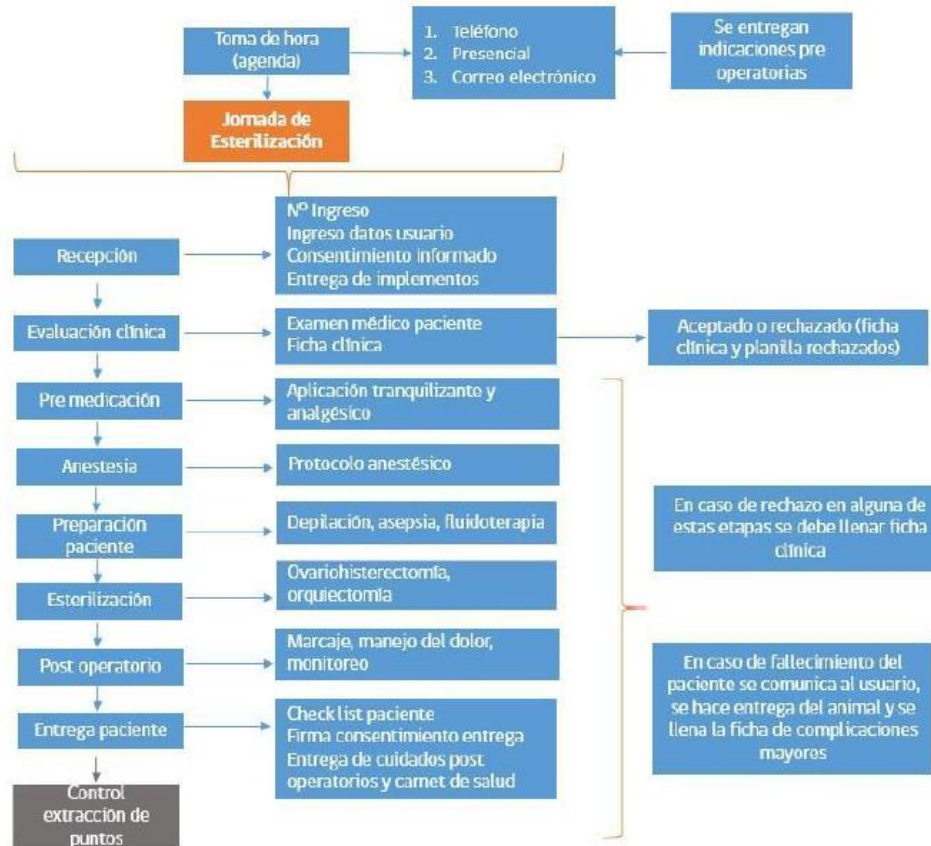 Toma de hora
(agenda)
1. Teléfono
2. Presencial
3. Correo electrónico
Se entregan
indicaciones pre
operatorias
Jornada de
Esterilización
Recepción
Nº Ingreso
Ingreso datos usuario
Consentimiento informado
Entrega de implementos
Evaluación clínica
Examen médico paciente
Ficha clínica
Aceptado o rechazado (ficha
clínica y planilla rechazados)
Pre medicación
Aplicación tranquilizante y
analgésico
Anestesia
Protocolo anestésico
Preparación
paciente
Depilación, asepsia, fluidoterapia
En caso de rechazo en alguna de
estas etapas se debe llenar ficha
clínica
Esterilización
Ovariohisterectomía,
orquiectomía
Post operatorio
Marcaje, manejo del dolor,
monitoreo
En caso de fallecimiento del
paciente se comunica al usuario,
se hace entrega del animal y se
llena la ficha de complicaciones
mayores
Entrega paciente
Check list paciente
Firma consentimiento entrega
Entrega de cuidados post
operatorios y carnet de salud
Control
extracción de
puntos